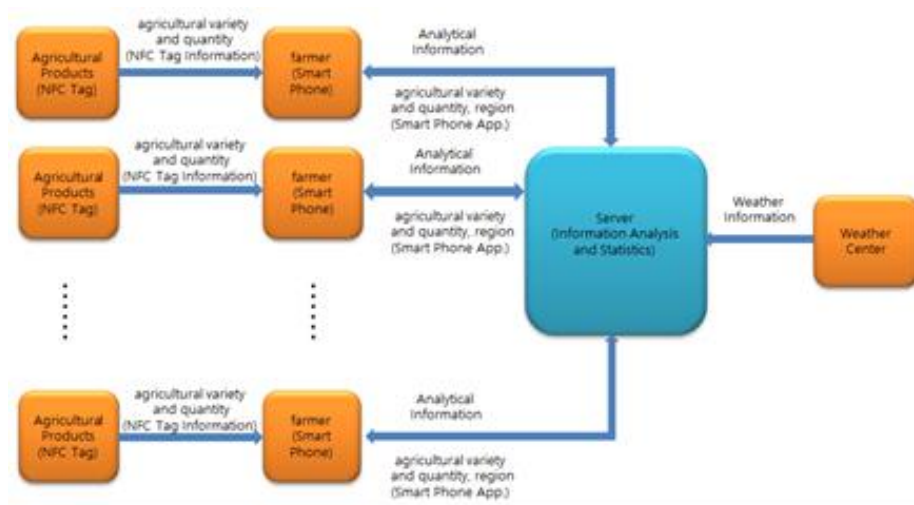 agricultural variety
and quantity
(NFC Tag Information)
Agricultural
Products
(NFC Tag)
farmer
(Smart
Phone)
Analytical
Information
agricultural variety
and quantity, region
(Smart Phone App.)
agricultural variety
and quantity
(NFC Tag Information)
Agricultural
Products
(NFC Tag)
farmer
(Smart
Phone)
Analytical
Information
agricultural variety
and quantity, region
(Smart Phone App.)
Server
(Information Analysis
and Statistics)
Weather
Information
Weather
Center
agricultural variety
and quantity
(NFC Tag Information)
Agricultural
Products
(NFC Tag)
farmer
(Smart
Phone)
Analytical
Information
agricultural variety
and quantity, region
(Smart Phone App.)